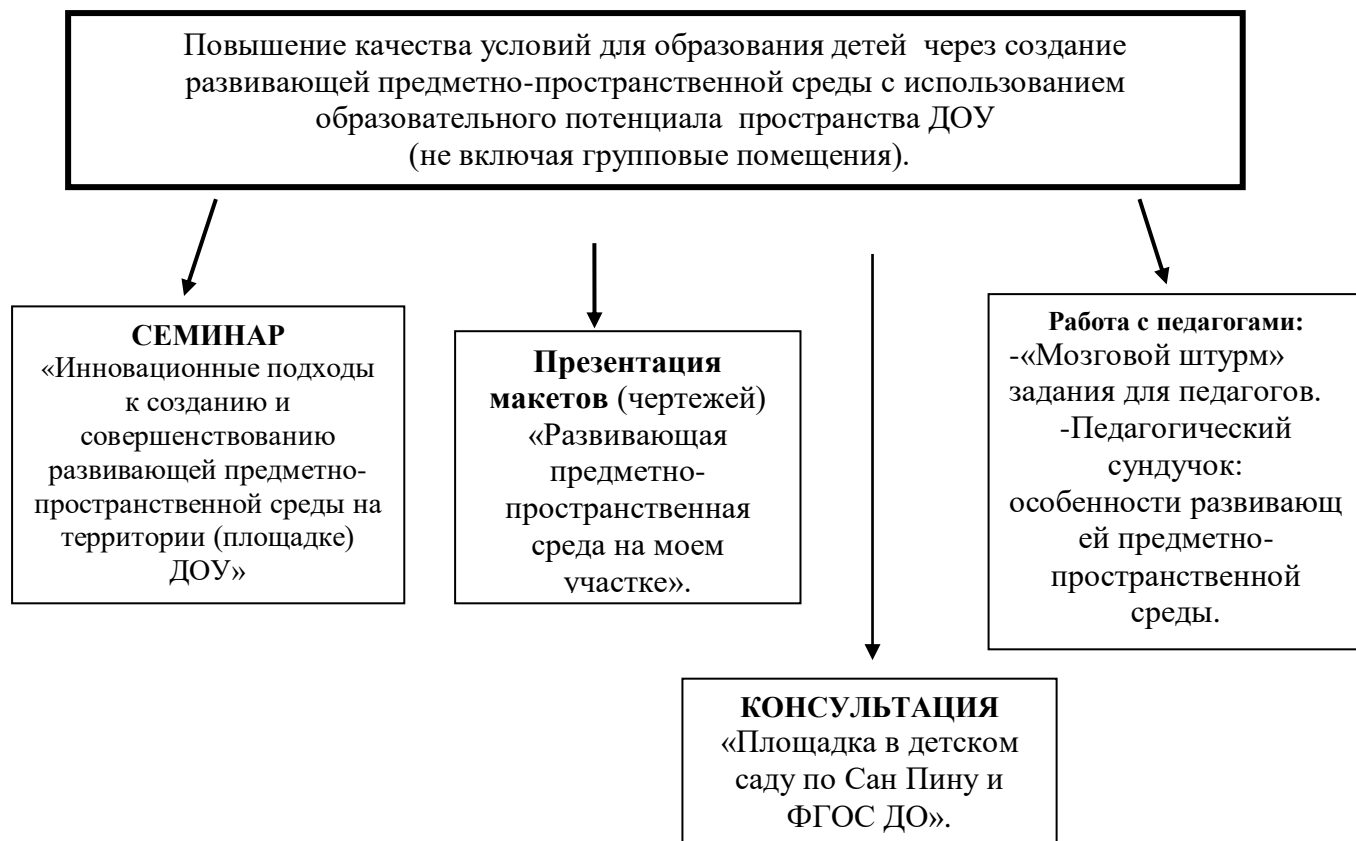 Повышение качества условий для образования детей  через создание
развивающей предметно-пространственной среды с использованием
образовательного потенциала  пространства ДОУ
(не включая групповые помещения).
СЕМИНАР
«Инновационные подходы
к созданию и
совершенствованию
развивающей предметно-
пространственной среды на
территории (площадке)
ДОУ»
Презентация
макетов (чертежей)
«Развивающая
предметно-
пространственная
среда на моем
участке».
Работа с педагогами:
-«Мозговой штурм»
задания для педагогов.
-Педагогический
сундучок:
особенности развивающ
ей предметно-
пространственной
среды.
КОНСУЛЬТАЦИЯ
«Площадка в детском
саду по Сан Пину и
ФГОС ДО».